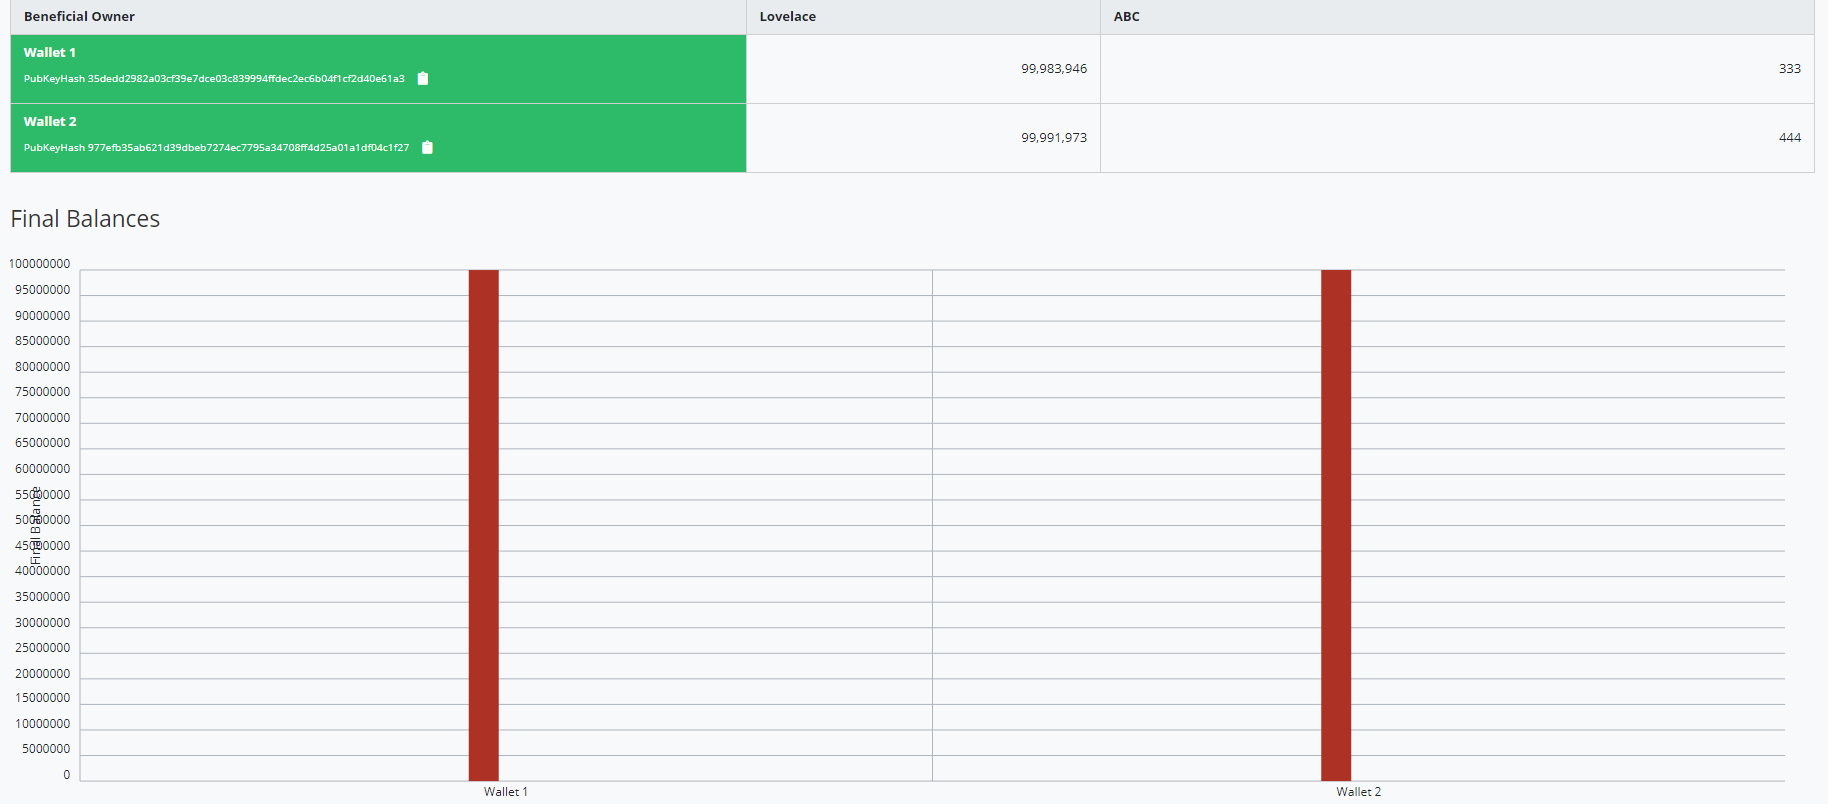 Beneficial Owner Lovelace ABC
Wallet 1
PubKeyHash 35dedd2982a03cf39e7dce03c839994ffdec2ec6b04f1cf2d40e61a3
99,983,946 333
Wallet 2
PubKeyHash 977efb35ab621d39dbeb7274ec7795a34708ff4d25a01a1df04c1f27
99,991,973 444
Final Balances
100000000
95000000
90000000
85000000
80000000
75000000
70000000
65000000
60000000
55000000
50000000
45000000
40000000
35000000
30000000
25000000
20000000
15000000
10000000
5000000
0
Final Balance
Wallet 1 Wallet 2